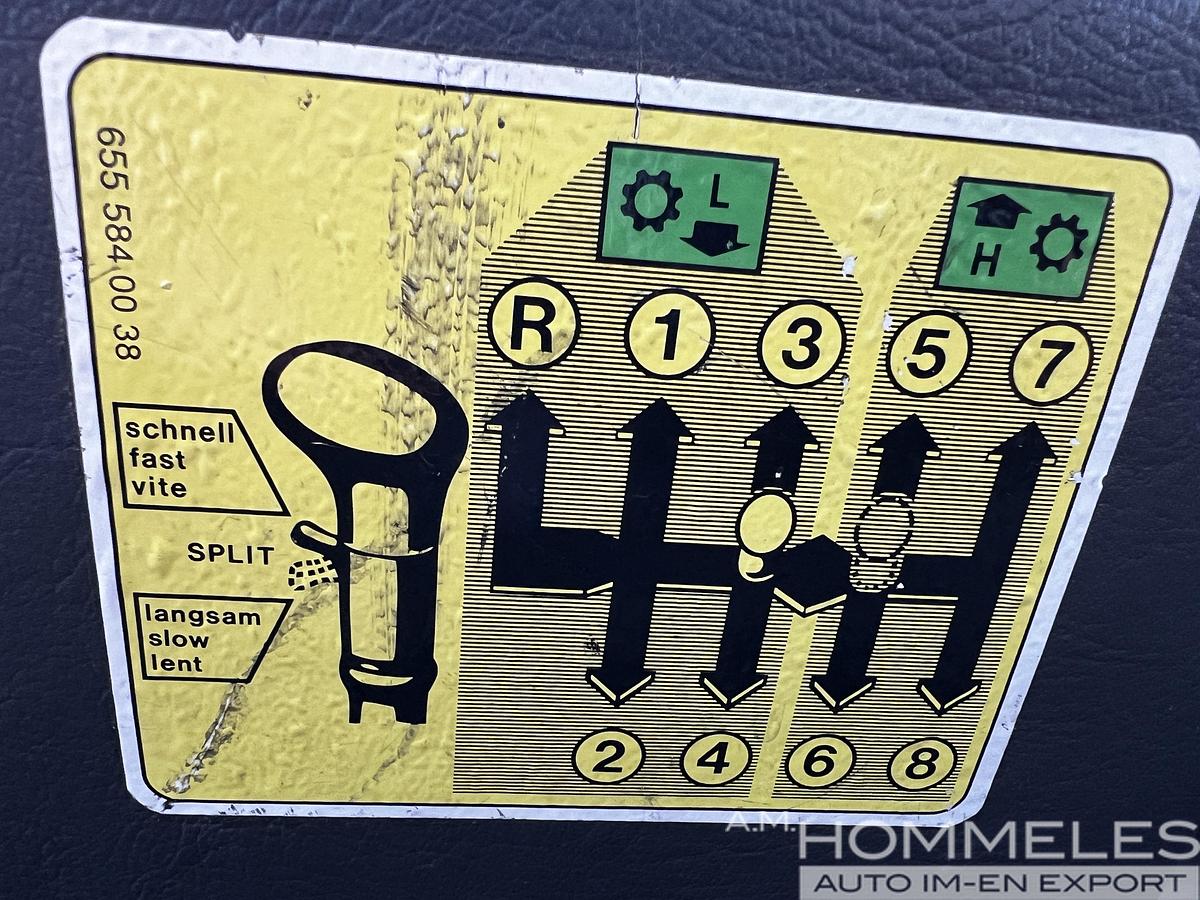 655 584 00 38
schnell
fast
vite
SPLIT
langsam
slow
lent
L
H
R 1 3 5 7
2 4 6 8
A.M.
HOMMELES
AUTO IM-EN EXPORT